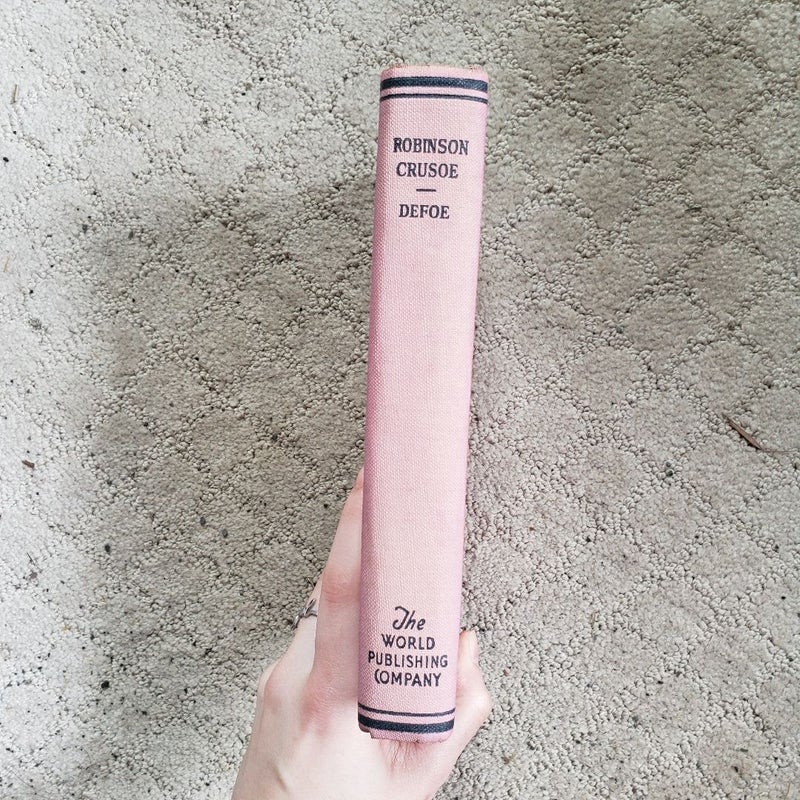 ROBINSON
CRUSOE
—
DEFOE
The
WORLD
PUBLISHING
COMPANY